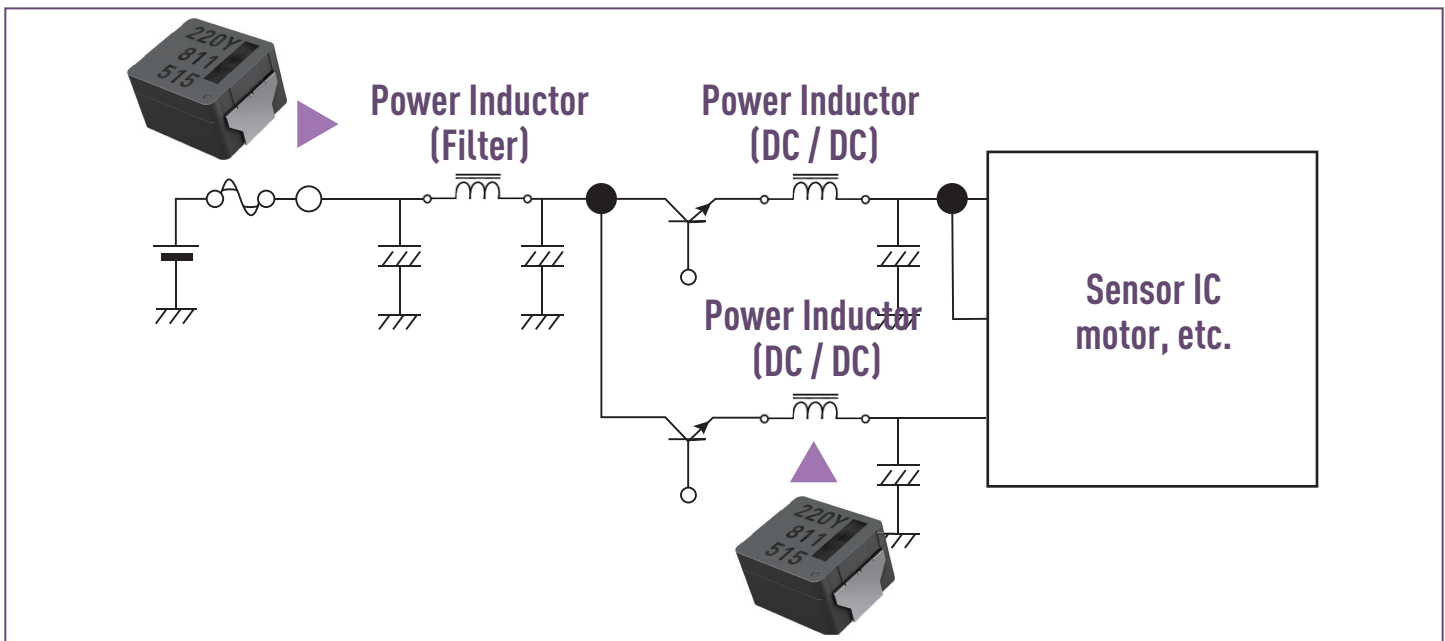 220Y
811
515
Power Inductor
(Filter)
Power Inductor
(DC / DC)
Power Inductor
(DC / DC)
Sensor IC
motor, etc.
220Y
811
515